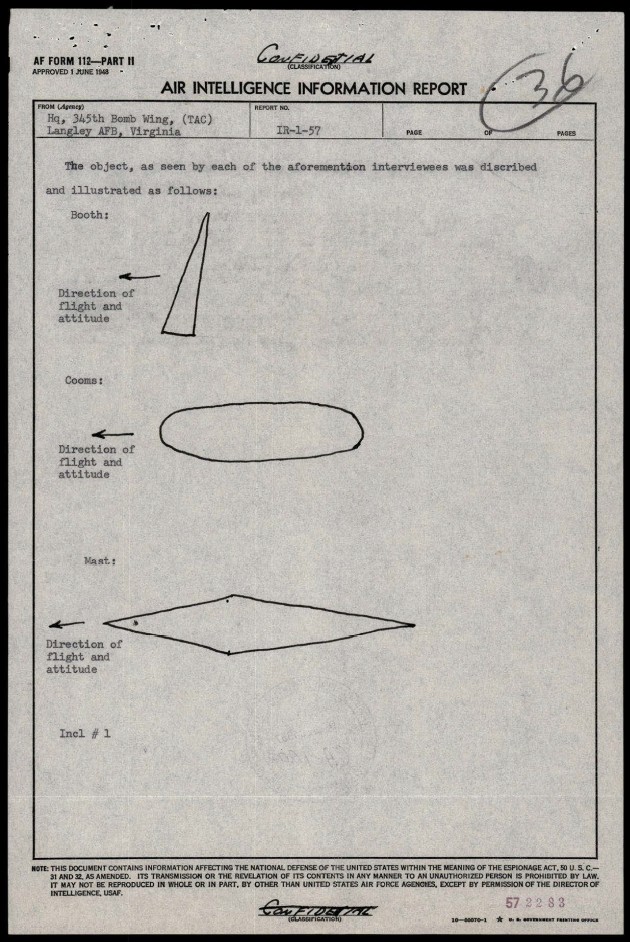 AF FORM 112—PART II
APPROVED 1 JUNE 1948
CONFIDENTIAL
(CLASSIFICATION)
AIR INTELLIGENCE INFORMATION REPORT
36
FROM (Agency)
Hq, 345th Bomb Wing, (TAC)
Langley AFB, Virginia
REPORT NO.
IR-1-57
PAGE OF PAGES
The object, as seen by each of the aforemention interviewees was discribed
and illustrated as follows:
Booth:
Direction of
flight and
attitude
Cooms:
Direction of
flight and
attitude
Mast:
Direction of
flight and
attitude
Incl # 1
NOTE: THIS DOCUMENT CONTAINS INFORMATION AFFECTING THE NATIONAL DEFENSE OF THE UNITED STATES WITHIN THE MEANING OF THE ESPIONAGE ACT, 50 U. S. C.—
31 AND 32, AS AMENDED. ITS TRANSMISSION OR THE REVELATION OF ITS CONTENTS IN ANY MANNER TO AN UNAUTHORIZED PERSON IS PROHIBITED BY LAW.
IT MAY NOT BE REPRODUCED IN WHOLE OR IN PART, BY OTHER THAN UNITED STATES AIR FORCE AGENCIES, EXCEPT BY PERMISSION OF THE DIRECTOR OF
INTELLIGENCE, USAF.
57 2283
CONFIDENTIAL
(CLASSIFICATION)
★ U. S. GOVERNMENT PRINTING OFFICE